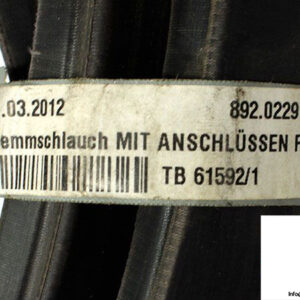 .03.2012 892.0229
emmschlauch MIT ANSCHLÜSSEN F
TB 61592/1